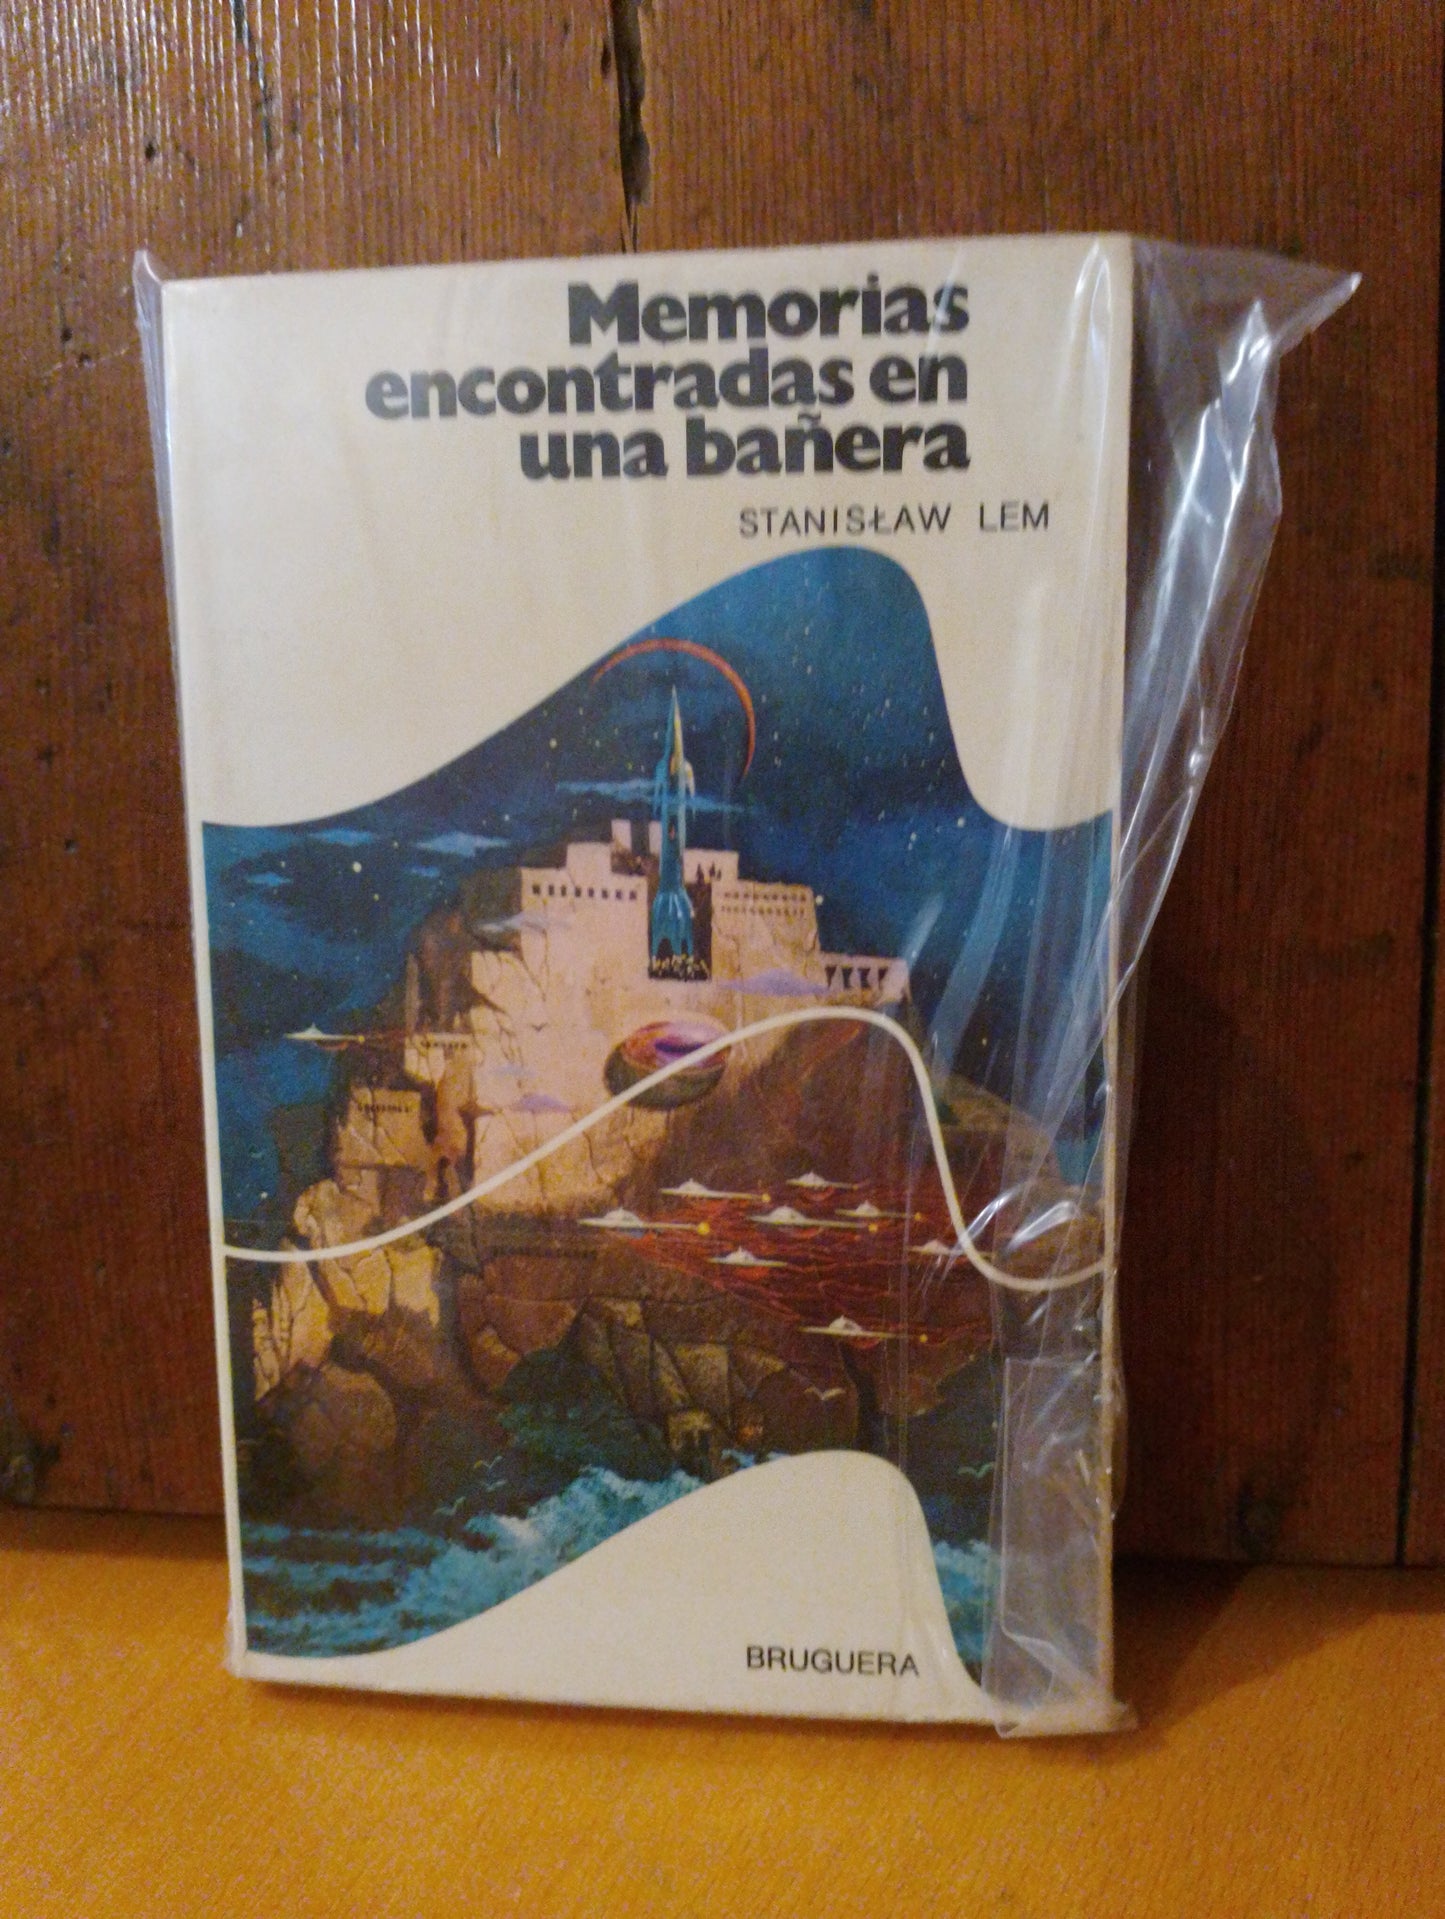 Memorias
encontradas en
una bañera
STANISŁAW LEM
BRUGUERA